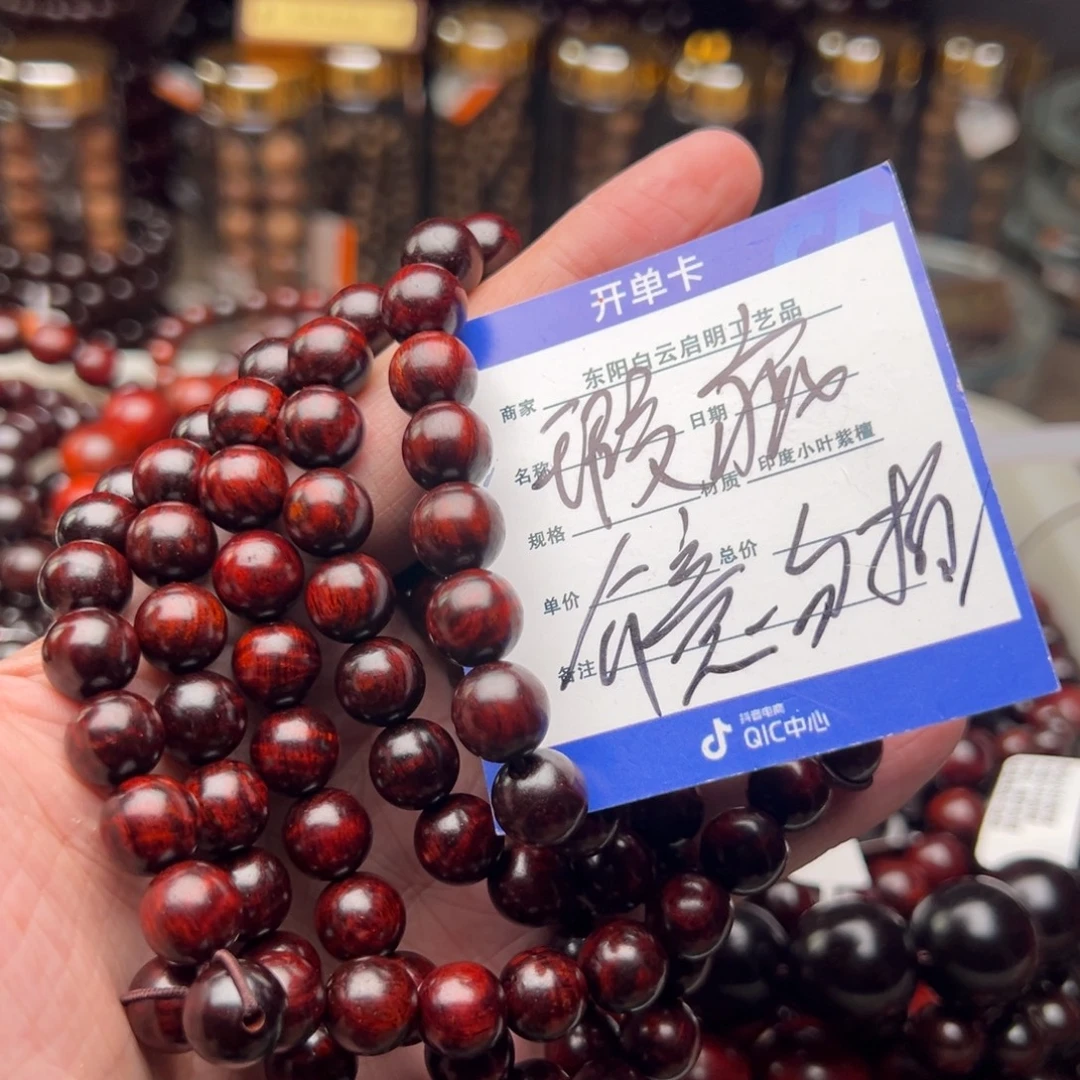 开单卡
东阳白云启明工艺品
商家
日期
名称
材质 印度小叶紫檀
规格
瑕疵
单价
总价
备注
抖音电商
QIC中心